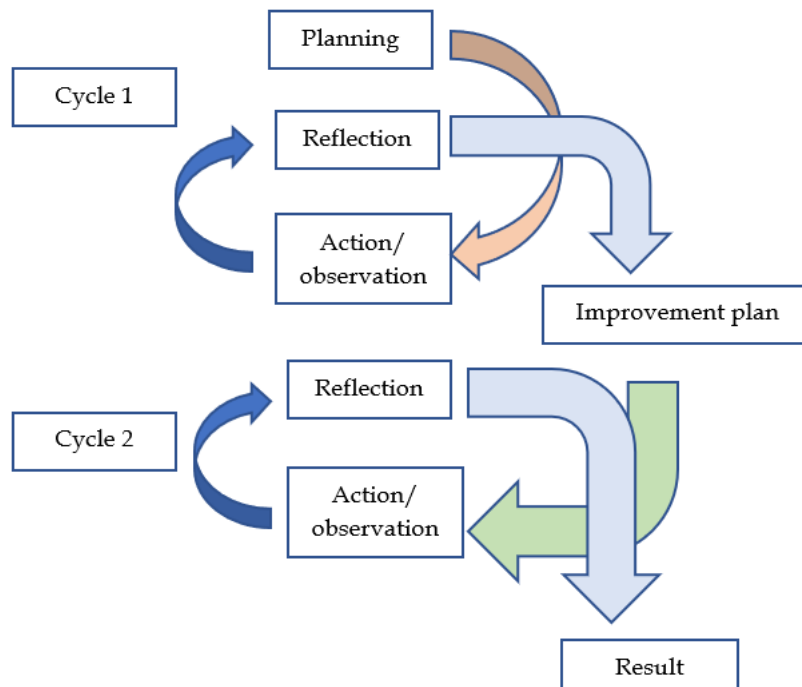 Planning
Cycle 1
Reflection
Action/
observation
Improvement plan
Reflection
Cycle 2
Action/
observation
Result